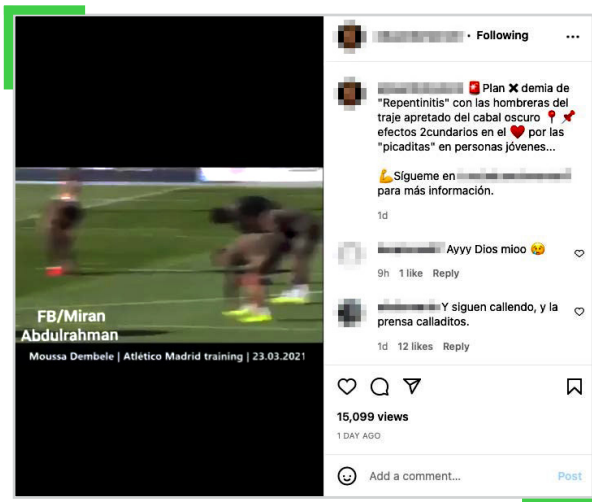 • Following
Plan ✖ demia de
"Repentinitis" con las hombreras del
traje apretado del cabal oscuro 📍 📌
efectos 2cundarios en el ❤️ por las
"picaditas" en personas jóvenes...
💪Sígueme en
para más información.
1d
Ayyy Dios mioo 😢
9h 1 like Reply
Y siguen callendo, y la
prensa calladitos.
1d 12 likes Reply
FB/Miran
Abdulrahman
Moussa Dembele | Atlético Madrid training | 23.03.2021
15,099 views
1 DAY AGO
Add a comment...
Post